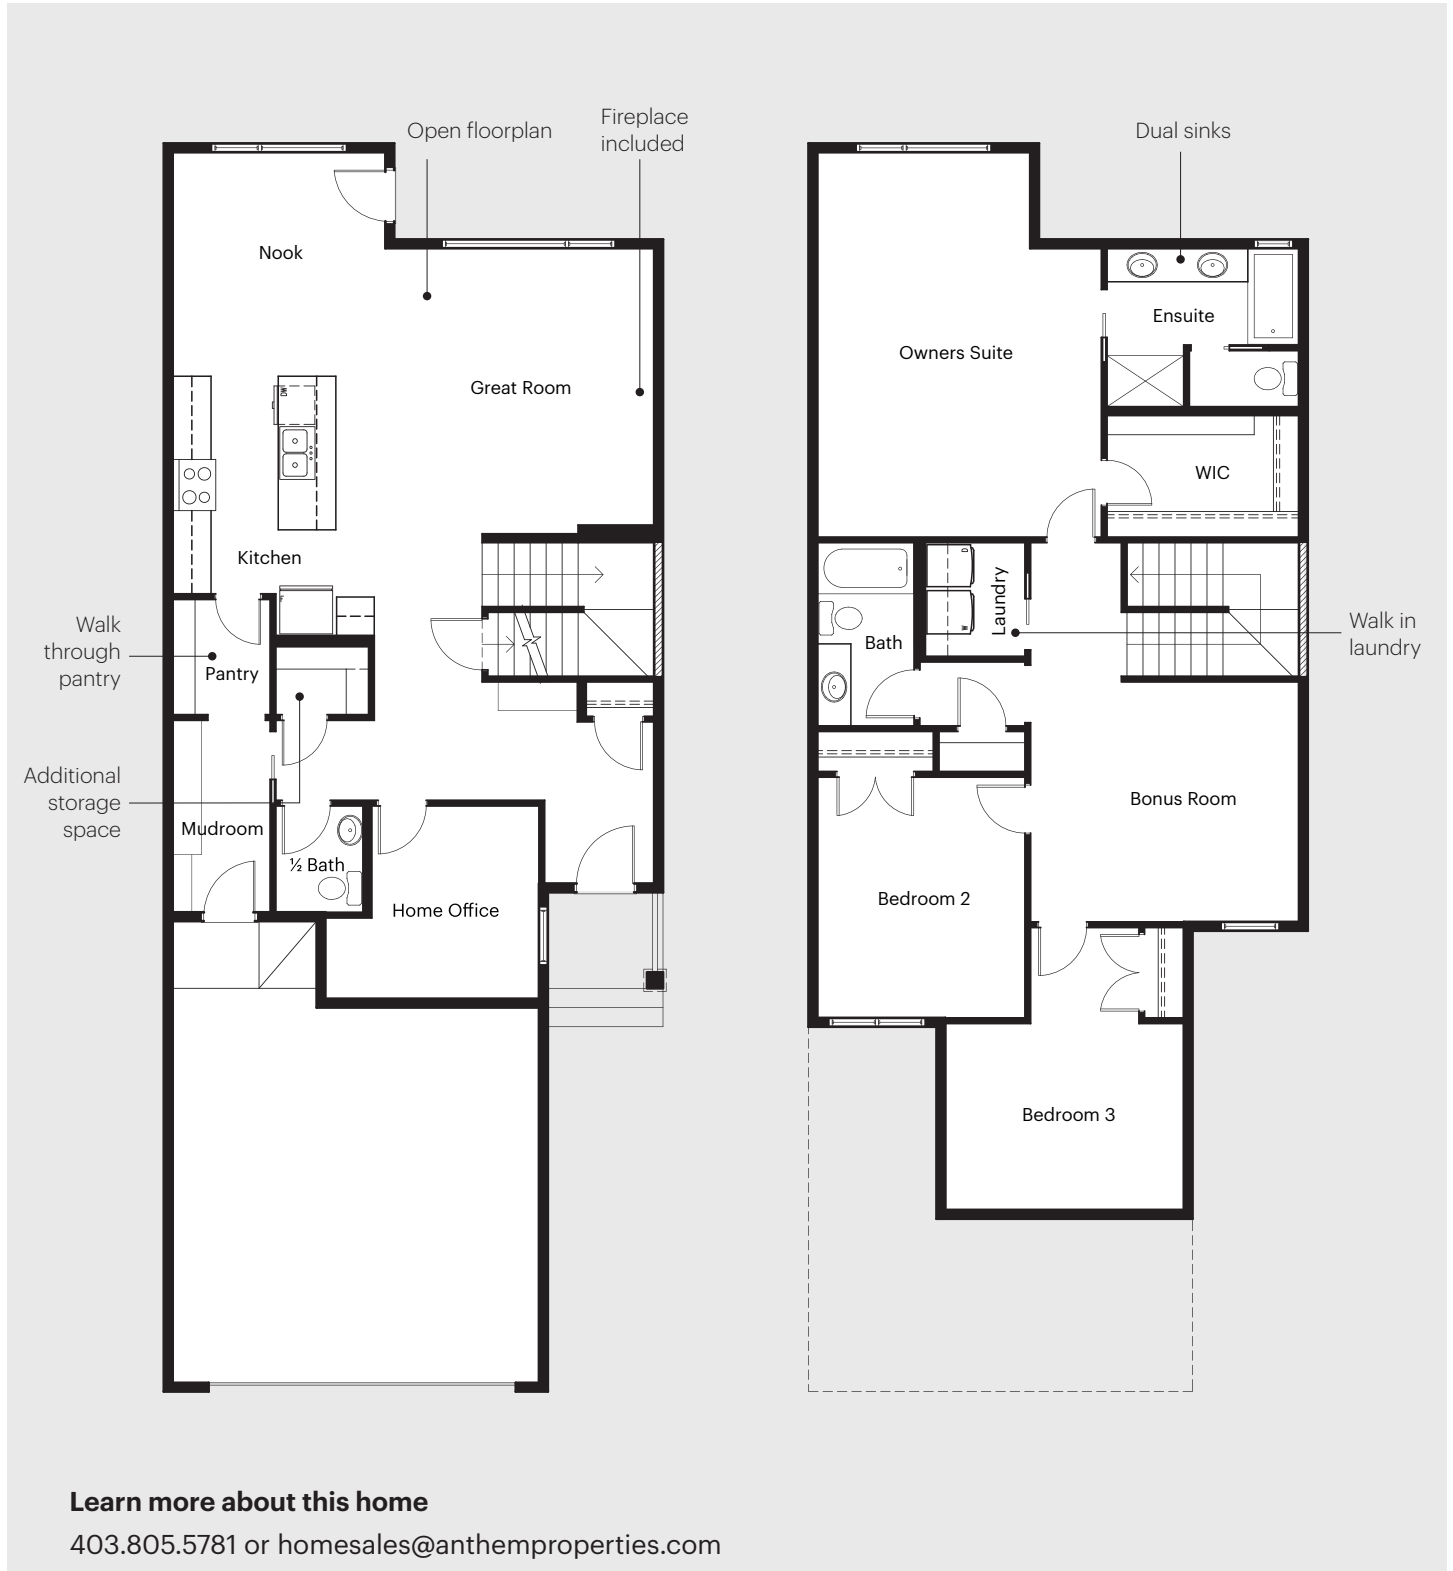 Open floorplan
Fireplace
included
Dual sinks
Nook
Ensuite
Owners Suite
Great Room
DW
WIC
Kitchen
F
D
W
Laundry
Walk
through
pantry
Pantry
Bath
Walk in
laundry
Additional
storage
space
Mudroom
½ Bath
Home Office
Bonus Room
Bedroom 2
Bedroom 3
Learn more about this home
403.805.5781 or homesales@anthemproperties.com